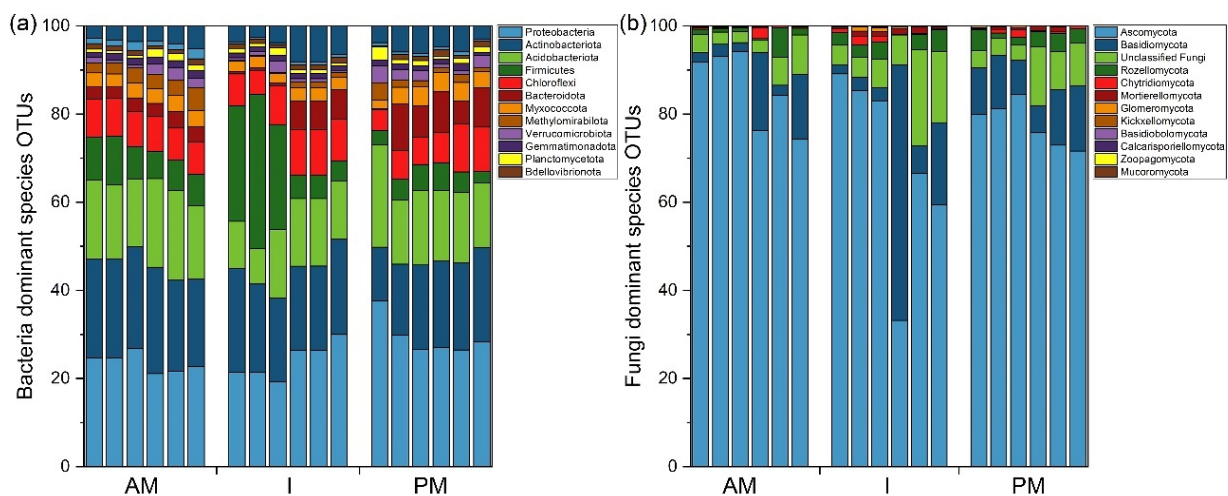 (a)
Bacteria dominant species OTUs
100
80
60
40
20
0
AM
I
PM
Proteobacteria
Actinobacteriota
Acidobacteriota
Firmicutes
Chloroflexi
Bacteroidota
Myxococcota
Methylomirabilota
Verrucomicrobiota
Gemmatimonadota
Planctomycetota
Bdellovibrionota
(b)
Fungi dominant species OTUs
100
80
60
40
20
0
AM
I
PM
Ascomycota
Basidiomycota
Unclassified Fungi
Rozellomycota
Chytridiomycota
Mortierellomycota
Glomeromycota
Kickxellomycota
Basidiobolomycota
Calcarisporiellomycota
Zoopagomycota
Mucoromycota